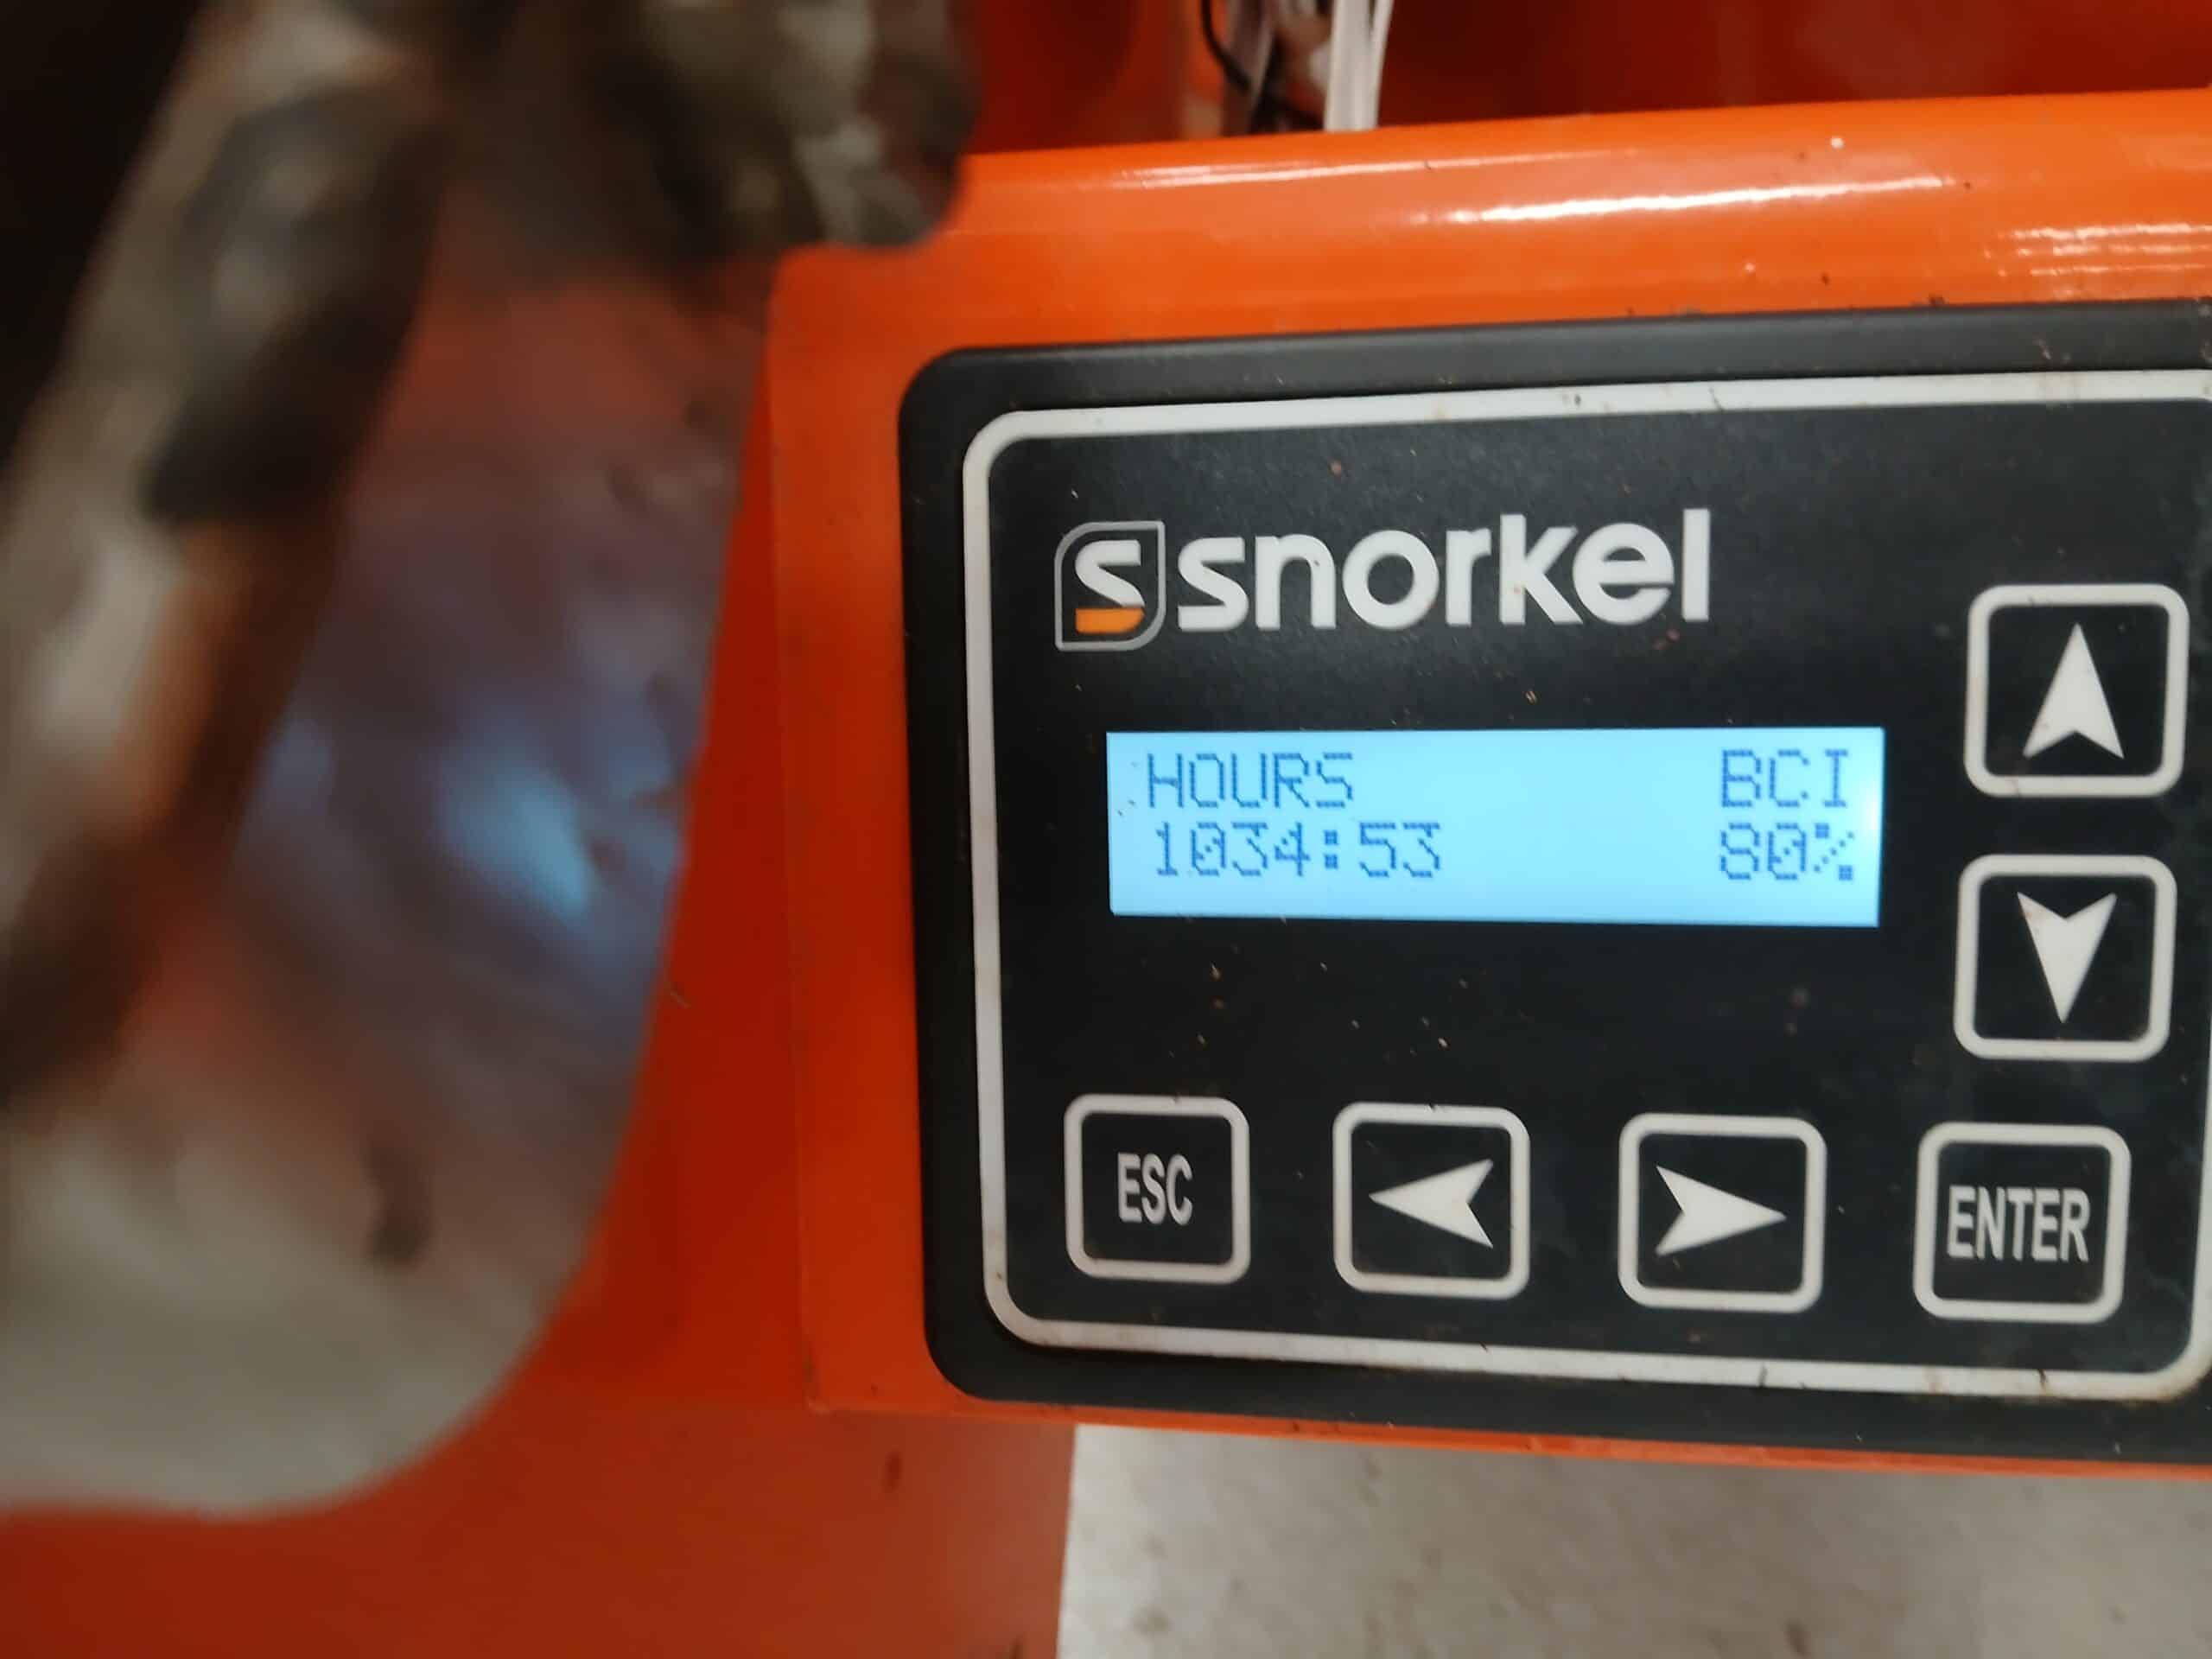 snorkel
HOURS BCI
1034:53 80%
ESC ENTER